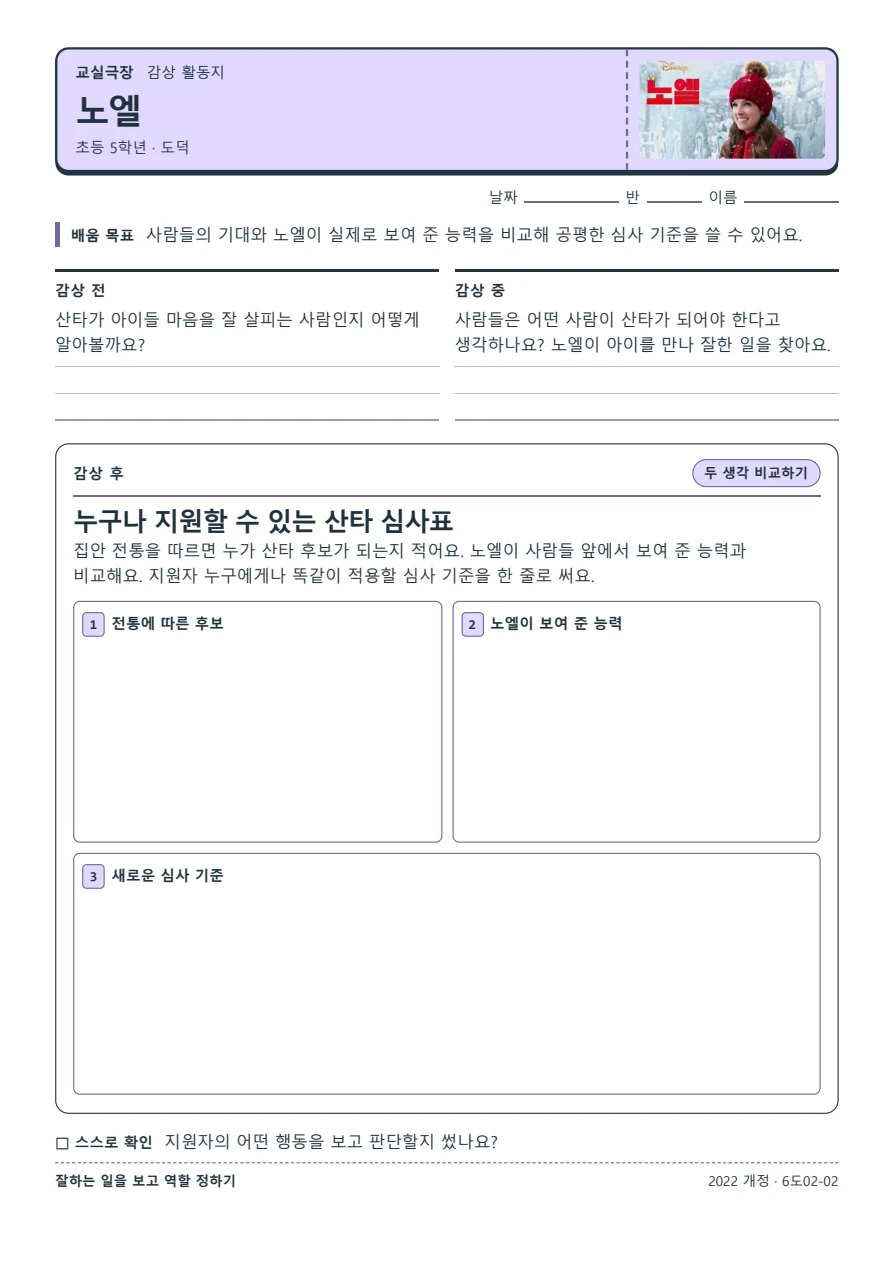 교실극장 감상 활동지
노엘
초등 5학년 · 도덕
Disney+
노엘
날짜 반 이름
배움 목표 사람들의 기대와 노엘이 실제로 보여 준 능력을 비교해 공평한 심사 기준을 쓸 수 있어요.
감상 전
산타가 아이들 마음을 잘 살피는 사람인지 어떻게
알아볼까요?
감상 중
사람들은 어떤 사람이 산타가 되어야 한다고
생각하나요? 노엘이 아이를 만나 잘한 일을 찾아요.
감상 후
두 생각 비교하기
누구나 지원할 수 있는 산타 심사표
집안 전통을 따르면 누가 산타 후보가 되는지 적어요. 노엘이 사람들 앞에서 보여 준 능력과
비교해요. 지원자 누구에게나 똑같이 적용할 심사 기준을 한 줄로 써요.
1 전통에 따른 후보
2 노엘이 보여 준 능력
3 새로운 심사 기준
□ 스스로 확인 지원자의 어떤 행동을 보고 판단할지 썼나요?
잘하는 일을 보고 역할 정하기
2022 개정 · 6도02-02